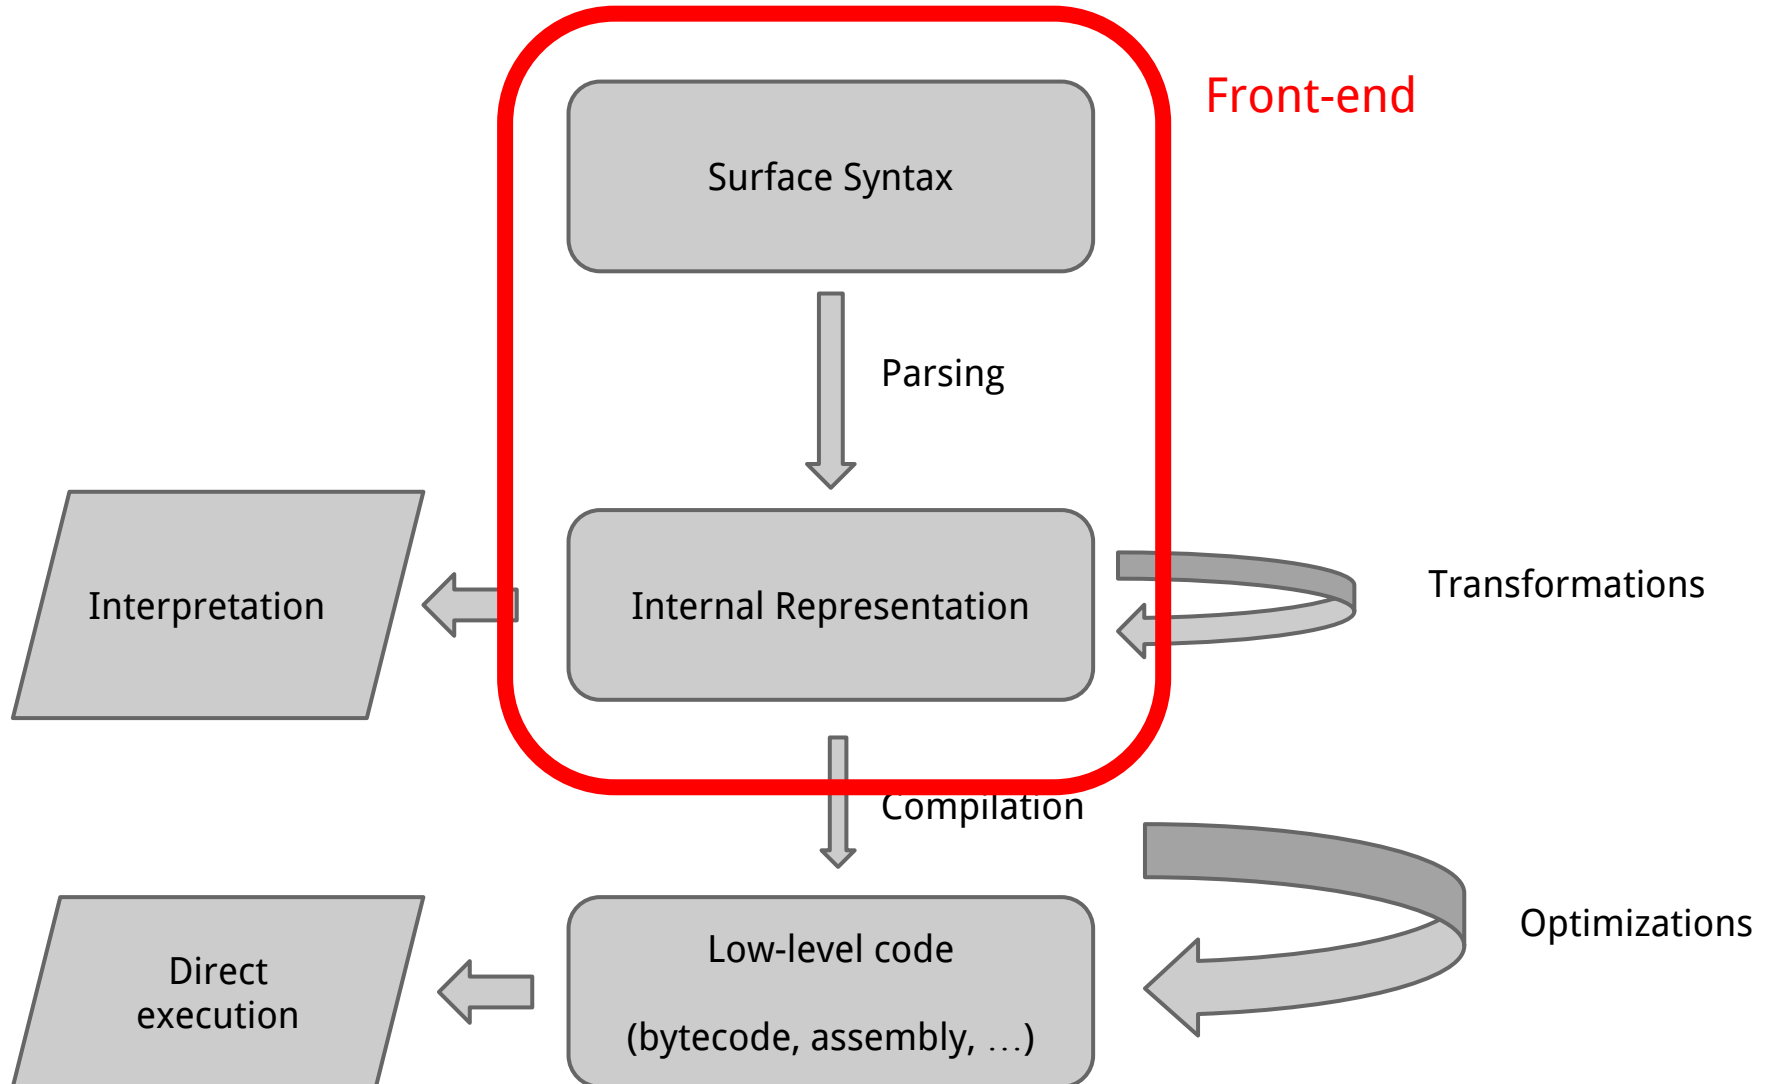 Front-end
Surface Syntax
Parsing
Interpretation
Internal Representation
Transformations
Compilation
Optimizations
Direct
execution
Low-level code
(bytecode, assembly, …)